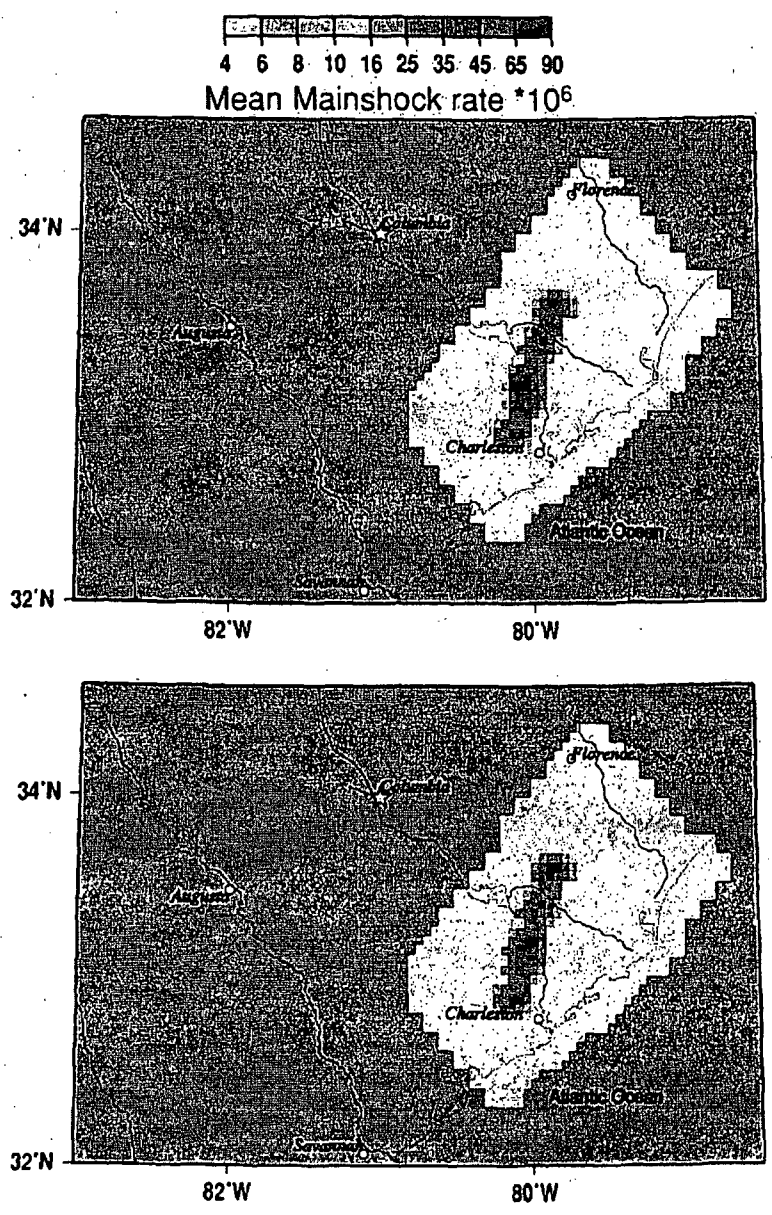 4 6 8 10 16 25 35 45 65 90
Mean Mainshock rate *10⁶
Florence
34°N
Columbia
Augusta
Charleston
Atlantic Ocean
Savannah
32°N
82°W 80°W
Florence
34°N
Columbia
Augusta
Charleston
Atlantic Ocean
Savannah
32°N
82°W 80°W